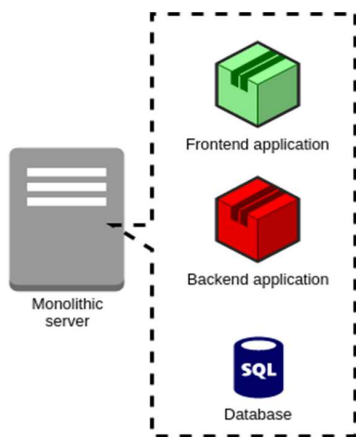 Frontend application
Backend application
Monolithic
server
SQL
Database